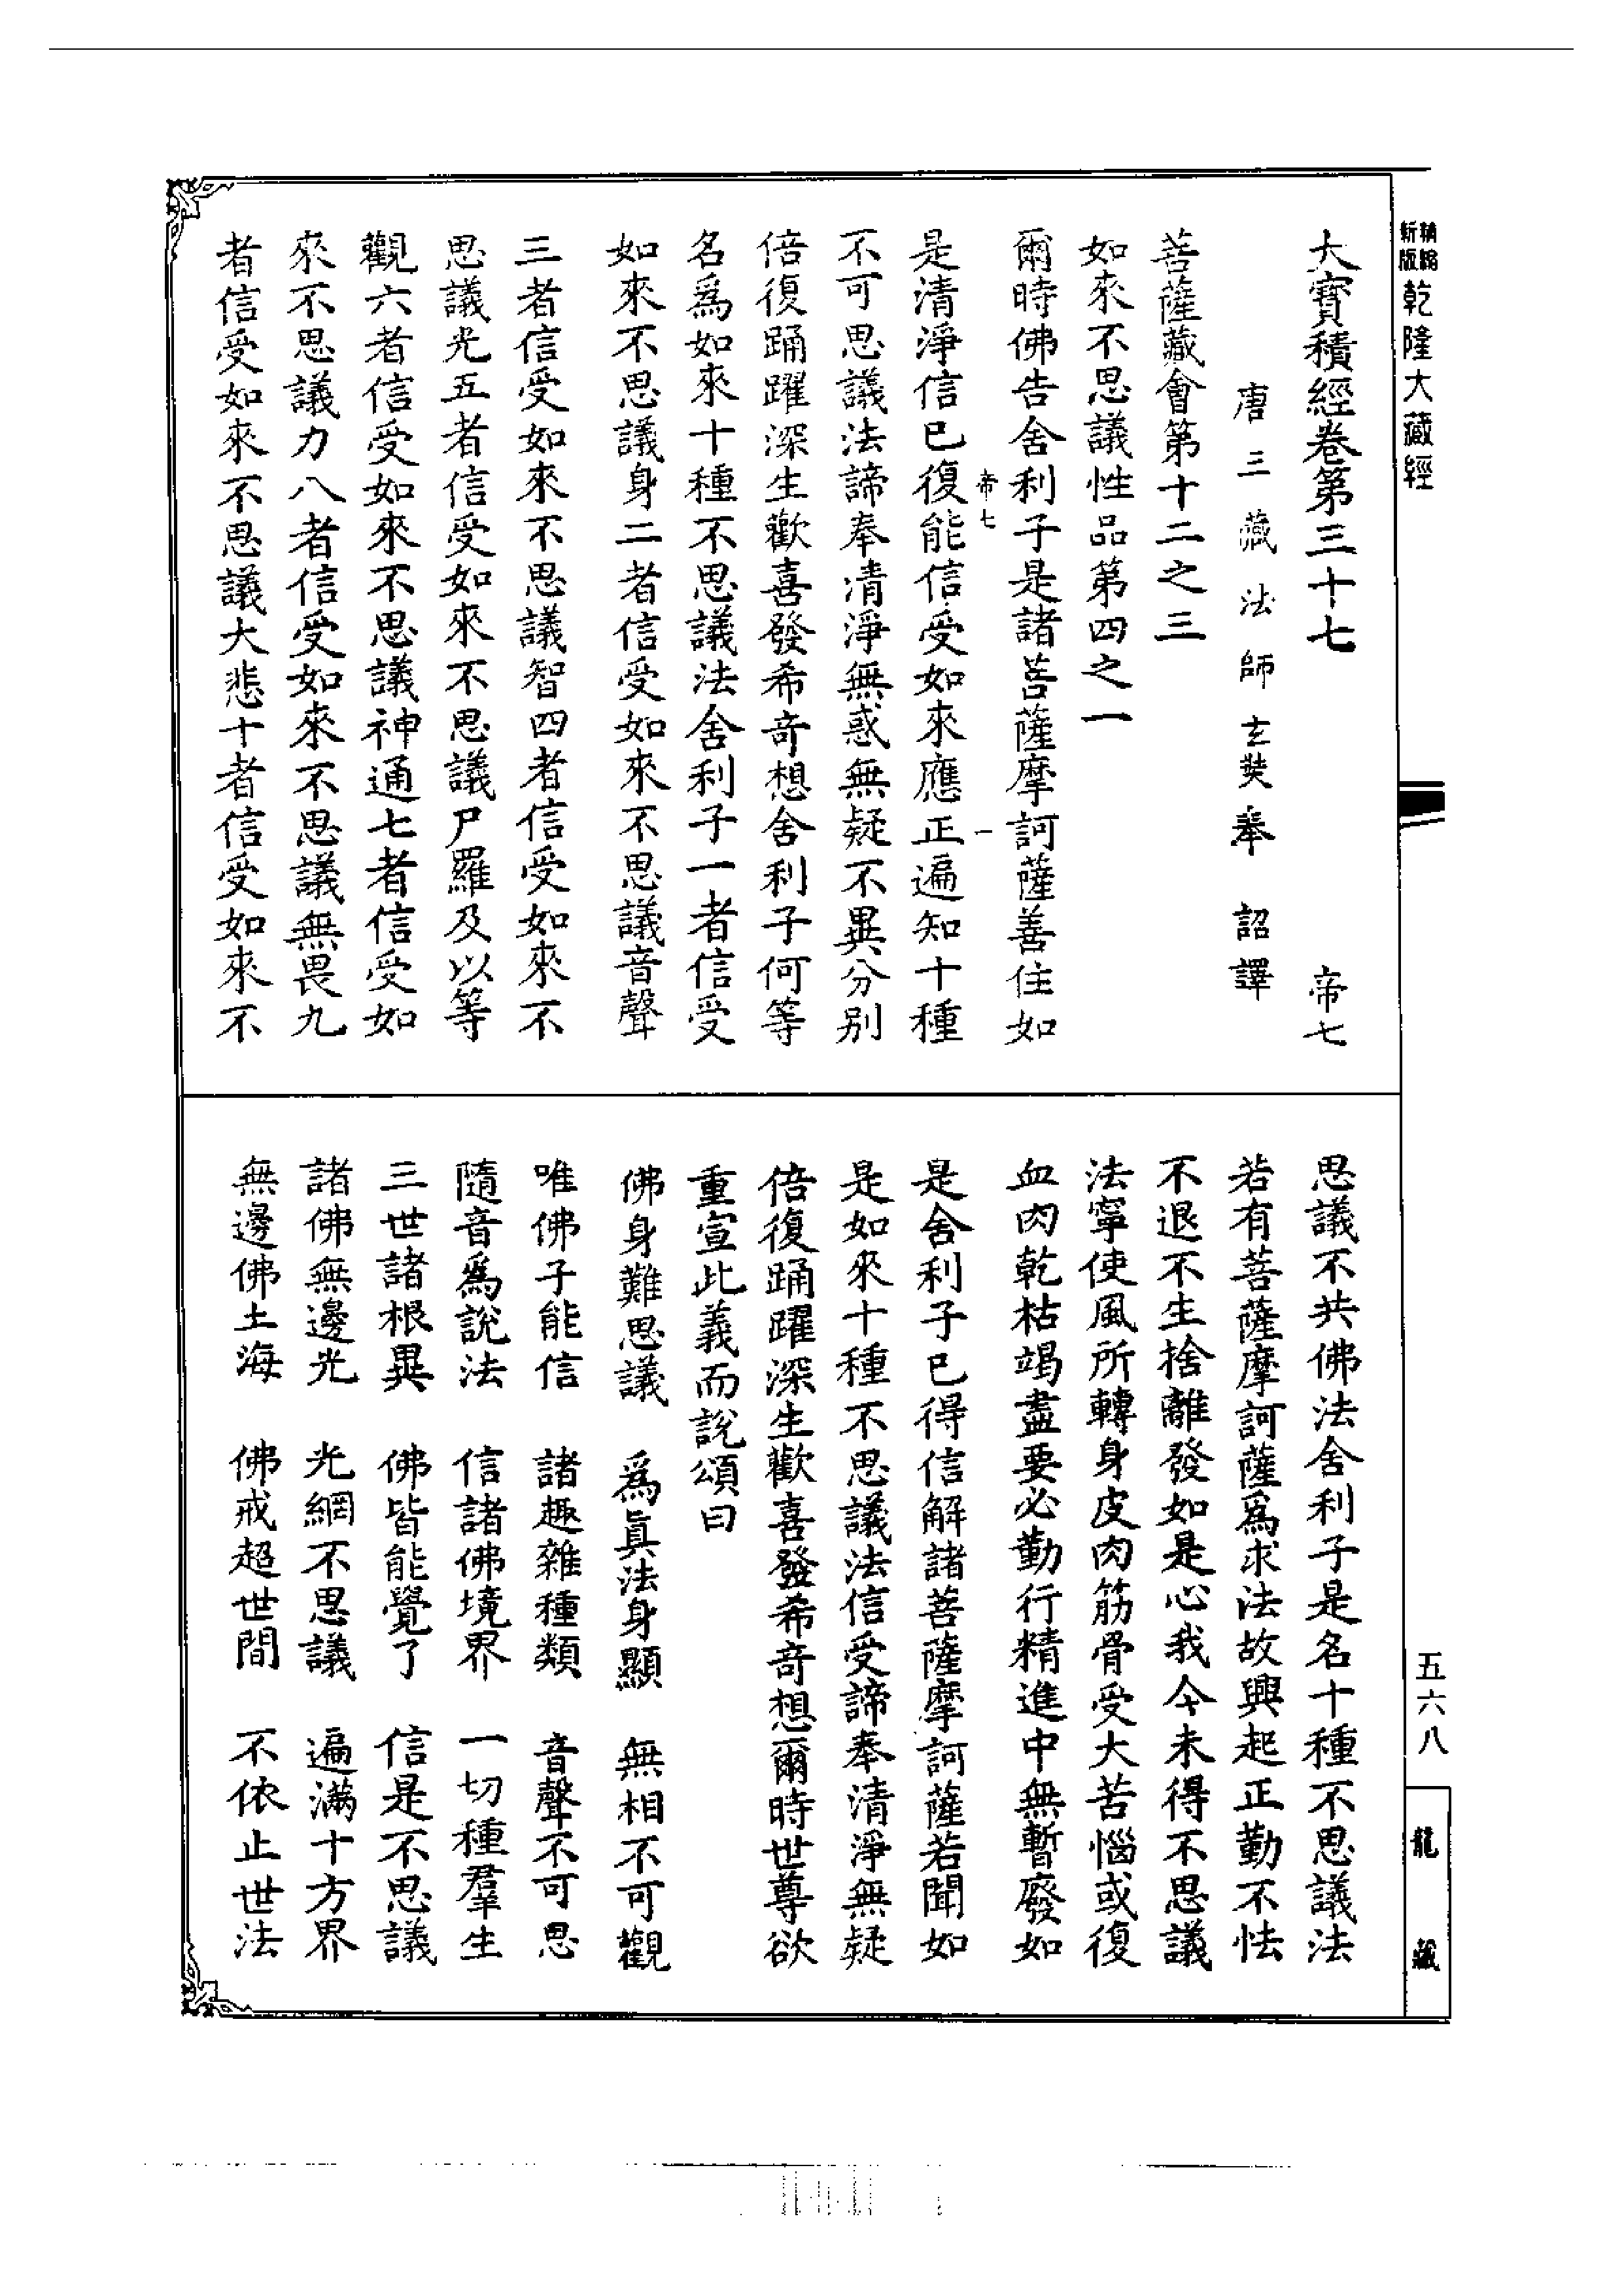 新編縮版乾隆大藏經
大寶積經卷第三十七 帝七
唐三藏法師玄奘奉 詔譯
菩薩藏會第十二之三
如來不思議性品第四之一
爾時佛告舍利子是諸菩薩摩訶薩善住如
帝七 一
是清淨信已復能信受如來應正遍知十種
不可思議法諦奉清淨無惑無疑不異分別
倍復踊躍深生歡喜發希奇想舍利子何等
名爲如來十種不思議法舍利子一者信受
如來不思議身二者信受如來不思議音聲
三者信受如來不思議智四者信受如來不
思議光五者信受如來不思議尸羅及以等
觀六者信受如來不思議神通七者信受如
來不思議力八者信受如來不思議無畏九
者信受如來不思議大悲十者信受如來不
思議不共佛法舍利子是名十種不思議法
若有菩薩摩訶薩爲求法故興起正勤不怯
不退不生捨離發如是心我今未得不思議
法寧使風所轉身皮肉筋骨受大苦惱或復
血肉乾枯竭盡要必勤行精進中無暫廢如
是舍利子已得信解諸菩薩摩訶薩若聞如
是如來十種不思議法信受諦奉清淨無疑
倍復踊躍深生歡喜發希奇想爾時世尊欲
重宣此義而說頌曰
佛身難思議 爲眞法身顯 無相不可觀
唯佛子能信 諸趣雜種類 音聲不可思
隨音爲說法 信諸佛境界 一切種羣生
三世諸根異 佛皆能覺了 信是不思議
諸佛無邊光 光網不思議 遍滿十方界
無邊佛土海 佛戒超世間 不依止世法
五六八
龍藏